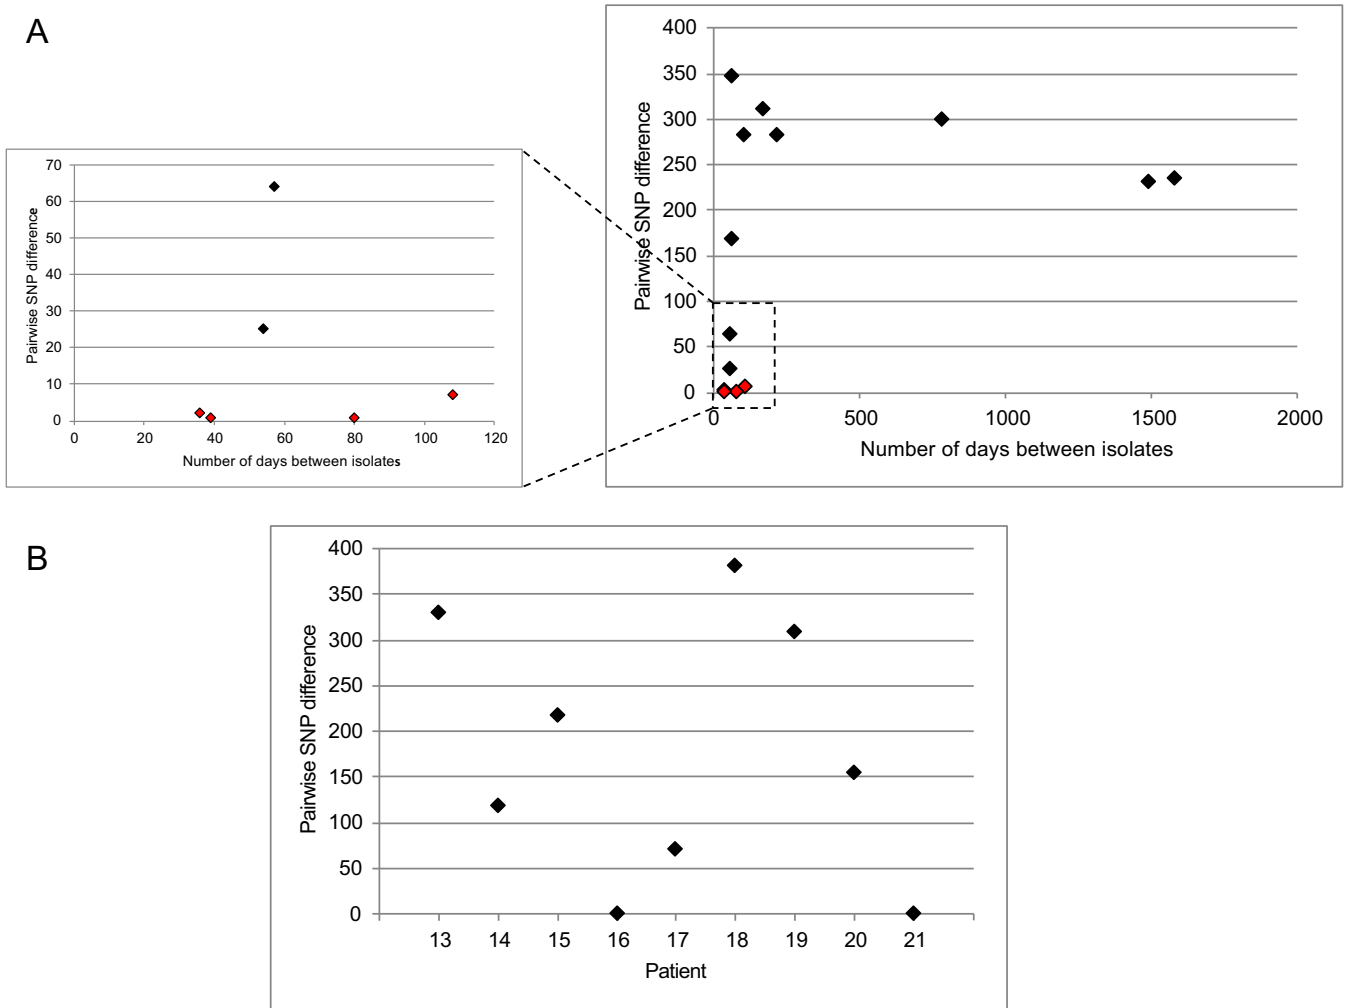 A
70
60
50
40
30
20
10
0
0 20 40 60 80 100 120
Pairwise SNP difference
Number of days between isolates
400
350
300
250
200
150
100
50
0
0 500 1000 1500 2000
Pairwise SNP difference
Number of days between isolates
B
400
350
300
250
200
150
100
50
0
13 14 15 16 17 18 19 20 21
Pairwise SNP difference
Patient